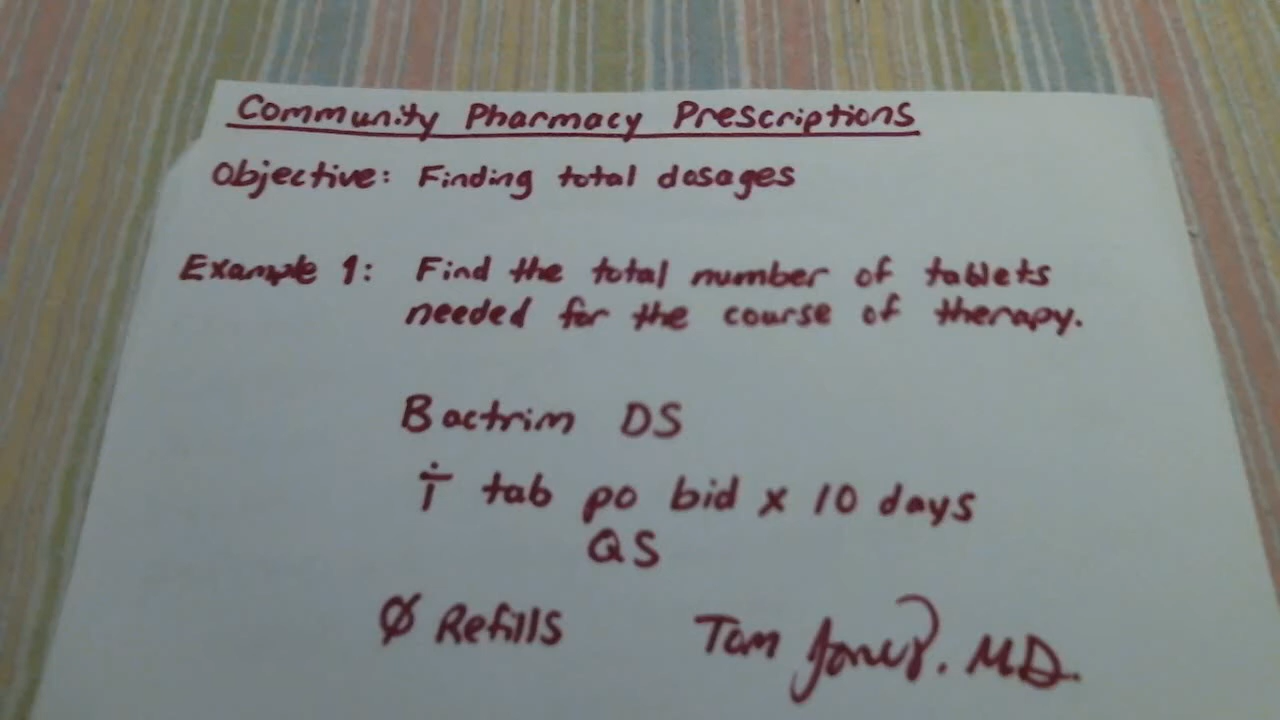 Community Pharmacy Prescriptions
Objective: Finding total dosages
Example 1: Find the total number of tablets
needed for the course of therapy.
Bactrim DS
i tab po bid x 10 days
QS
Ø Refills Tom Jones. M.D.